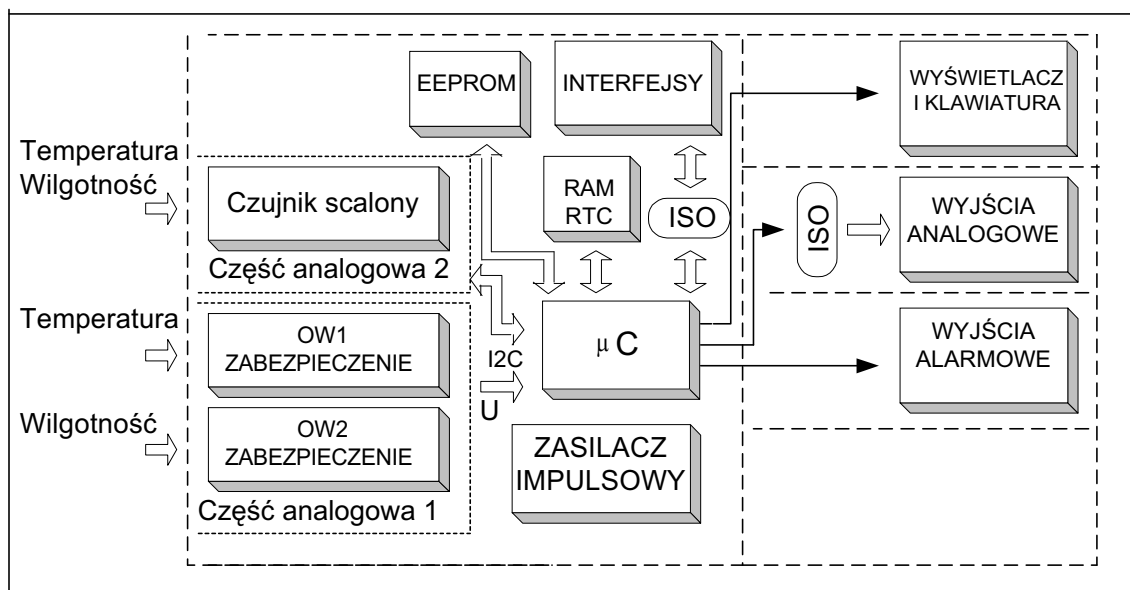 EEPROM
INTERFEJSY
WYŚWIETLACZ
I KLAWIATURA
Temperatura
Wilgotność
Czujnik scalony
Część analogowa 2
RAM
RTC
ISO
ISO
WYJŚCIA
ANALOGOWE
Temperatura
OW1
ZABEZPIECZENIE
I2C
μ C
WYJŚCIA
ALARMOWE
U
Wilgotność
OW2
ZABEZPIECZENIE
Część analogowa 1
ZASILACZ
IMPULSOWY